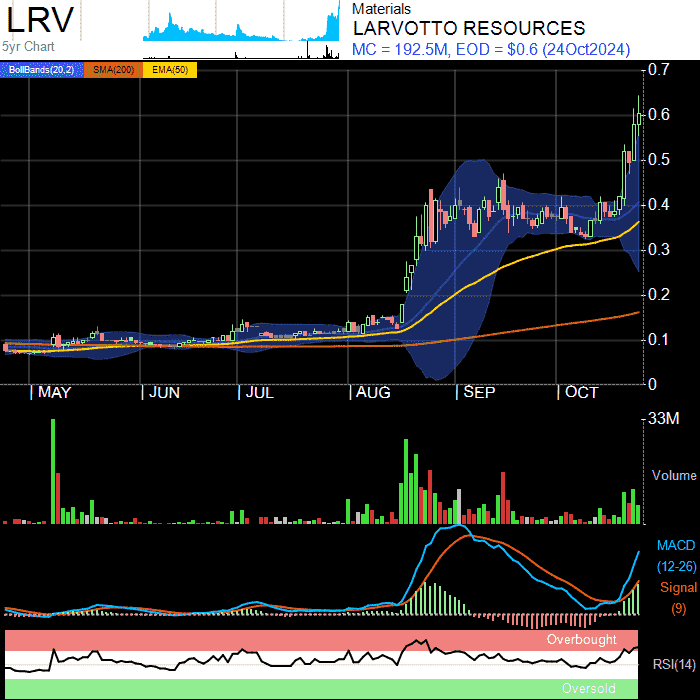 LRV
5yr Chart
Materials
LARVOTTO RESOURCES
MC = 192.5M, EOD = $0.6 (24Oct2024)
BollBands(20,2) SMA(200) EMA(50)
0.7
0.6
0.5
0.4
0.3
0.2
0.1
0
| MAY | JUN | JUL | AUG | SEP | OCT
33M
Volume
MACD
(12-26)
Signal
(9)
Overbought
RSI(14)
Oversold